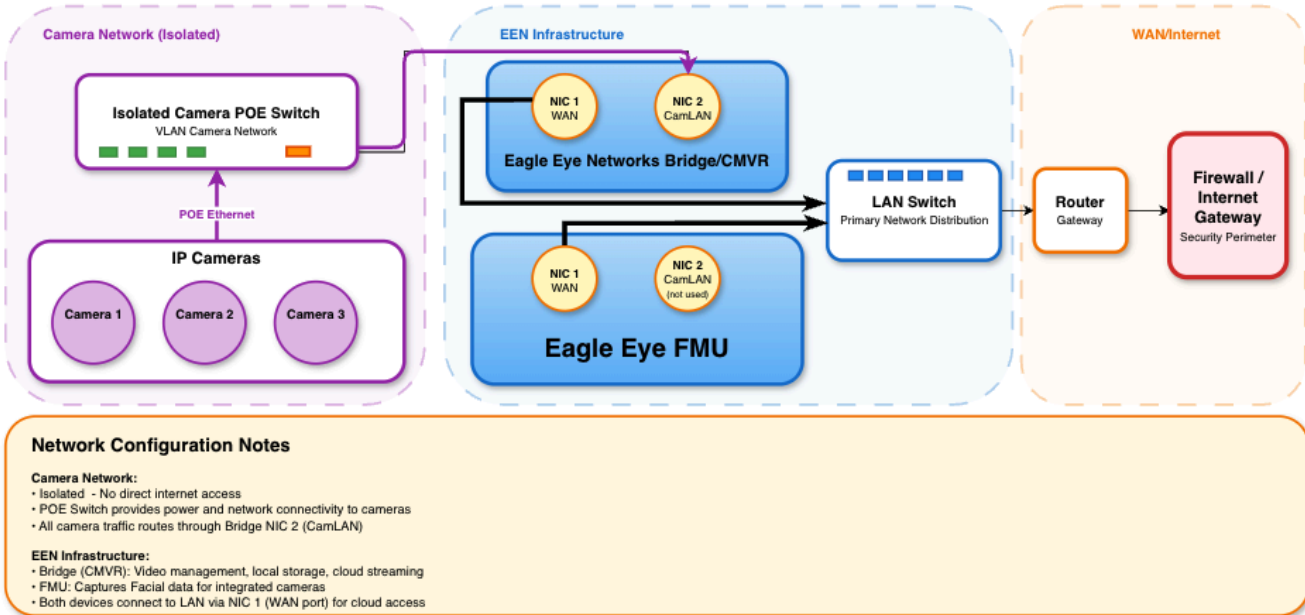 Camera Network (Isolated)
Isolated Camera POE Switch
VLAN Camera Network
POE Ethernet
IP Cameras
Camera 1
Camera 2
Camera 3
EEN Infrastructure
NIC 1
WAN
NIC 2
CamLAN
Eagle Eye Networks Bridge/CMVR
NIC 1
WAN
NIC 2
CamLAN
(not used)
Eagle Eye FMU
LAN Switch
Primary Network Distribution
WAN/Internet
Router
Gateway
Firewall /
Internet
Gateway
Security Perimeter
Network Configuration Notes
Camera Network:
• Isolated - No direct internet access
• POE Switch provides power and network connectivity to cameras
• All camera traffic routes through Bridge NIC 2 (CamLAN)
EEN Infrastructure:
• Bridge (CMVR): Video management, local storage, cloud streaming
• FMU: Captures Facial data for integrated cameras
• Both devices connect to LAN via NIC 1 (WAN port) for cloud access